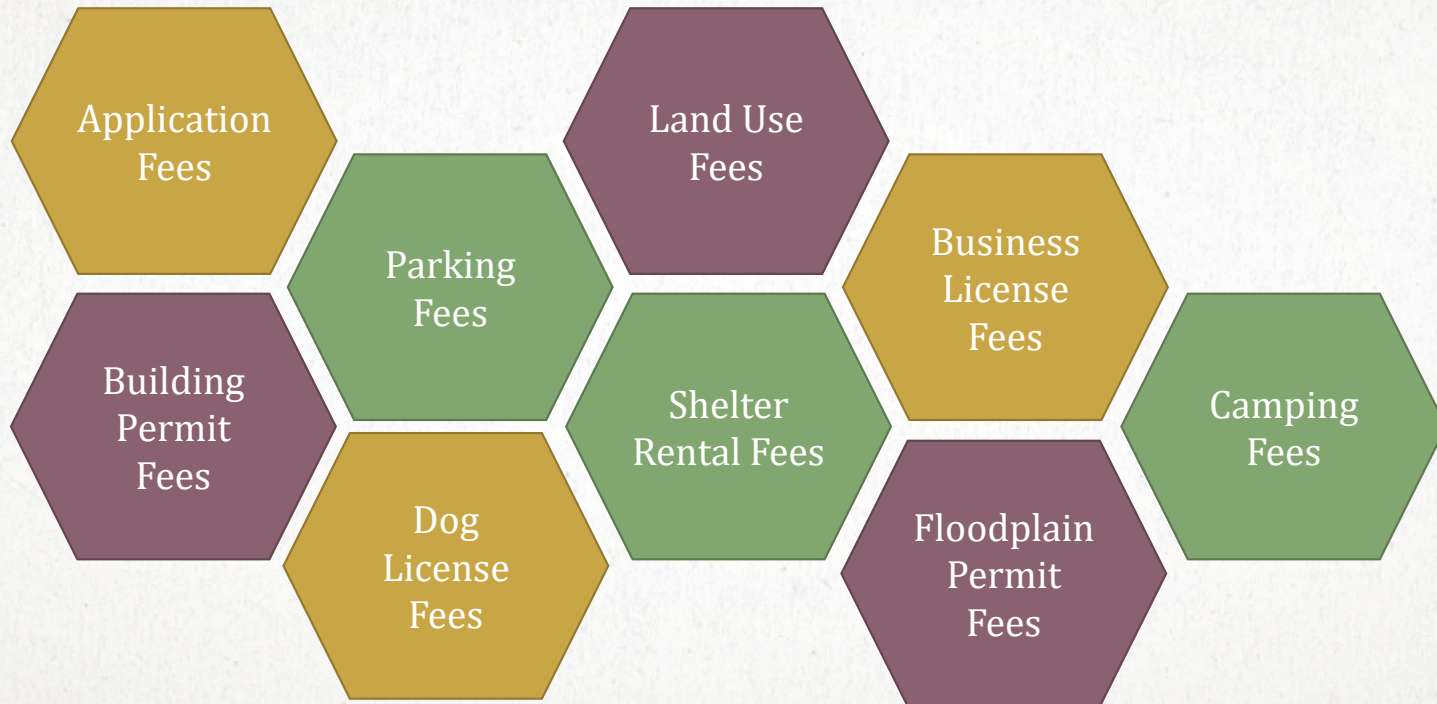 Application
Fees
Land Use
Fees
Parking
Fees
Business
License
Fees
Building
Permit
Fees
Shelter
Rental Fees
Camping
Fees
Dog
License
Fees
Floodplain
Permit
Fees